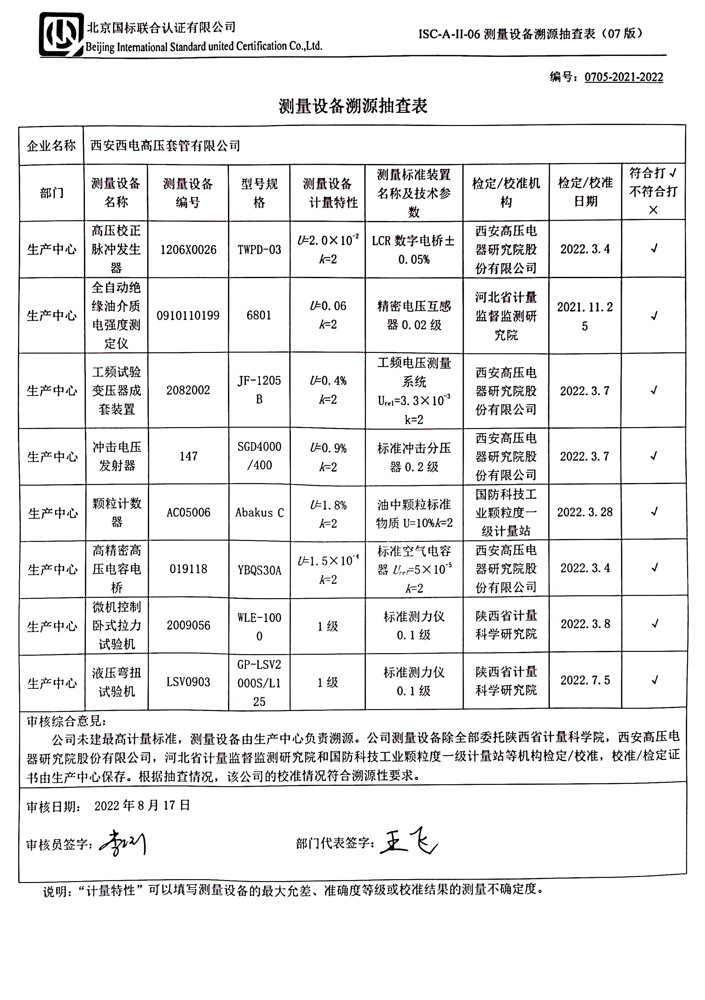 北京国标联合认证有限公司
Beijing International Standard united Certification Co.,Ltd.
ISC-A-II-06 测量设备溯源抽查表（07 版）
编号：0705-2021-2022
测量设备溯源抽查表
企业名称
西安西电高压套管有限公司
部门
测量设备
名称
测量设备
编号
型号规
格
测量设备
计量特性
测量标准装置
名称及技术参
数
检定/校准机
构
检定/校准
日期
符合打√
不符合打
×
生产中心
高压校正
脉冲发生
器
1206X0026
TWPD-03
U=2.0×10⁻²
k=2
LCR 数字电桥±
0.05%
西安高压电
器研究院股
份有限公司
2022.3.4
√
生产中心
全自动绝
缘油介质
电强度测
定仪
0910110199
6801
U=0.06
k=2
精密电压互感
器 0.02 级
河北省计量
监督监测研
究院
2021.11.2
5
√
生产中心
工频试验
变压器成
套装置
2082002
JF-1205
B
U=0.4%
k=2
工频电压测量
系统
Urel=3.3×10⁻³
k=2
西安高压电
器研究院股
份有限公司
2022.3.7
√
生产中心
冲击电压
发射器
147
SGD4000
/400
U=0.9%
k=2
标准冲击分压
器 0.2 级
西安高压电
器研究院股
份有限公司
2022.3.7
√
生产中心
颗粒计数
器
AC05006
Abakus C
U=1.8%
k=2
油中颗粒标准
物质 U=10%k=2
国防科技工
业颗粒度一
级计量站
2022.3.28
√
生产中心
高精密高
压电容电
桥
019118
YBQS30A
U=1.5×10⁻⁴
k=2
标准空气电容
器 Urel=5×10⁻⁵
k=2
西安高压电
器研究院股
份有限公司
2022.3.4
√
生产中心
微机控制
卧式拉力
试验机
2009056
WLE-100
0
1 级
标准测力仪
0.1 级
陕西省计量
科学研究院
2022.3.8
√
生产中心
液压弯扭
试验机
LSV0903
GP-LSV2
000S/L1
25
1 级
标准测力仪
0.1 级
陕西省计量
科学研究院
2022.7.5
√
审核综合意见：
公司未建最高计量标准，测量设备由生产中心负责溯源。公司测量设备除全部委托陕西省计量科学院，西安高压电
器研究院股份有限公司，河北省计量监督监测研究院和国防科技工业颗粒度一级计量站等机构检定/校准，校准/检定证
书由生产中心保存。根据抽查情况，该公司的校准情况符合溯源性要求。
审核日期： 2022 年 8 月 17 日
审核员签字：
部门代表签字：王飞
说明：“计量特性”可以填写测量设备的最大允差、准确度等级或校准结果的测量不确定度。